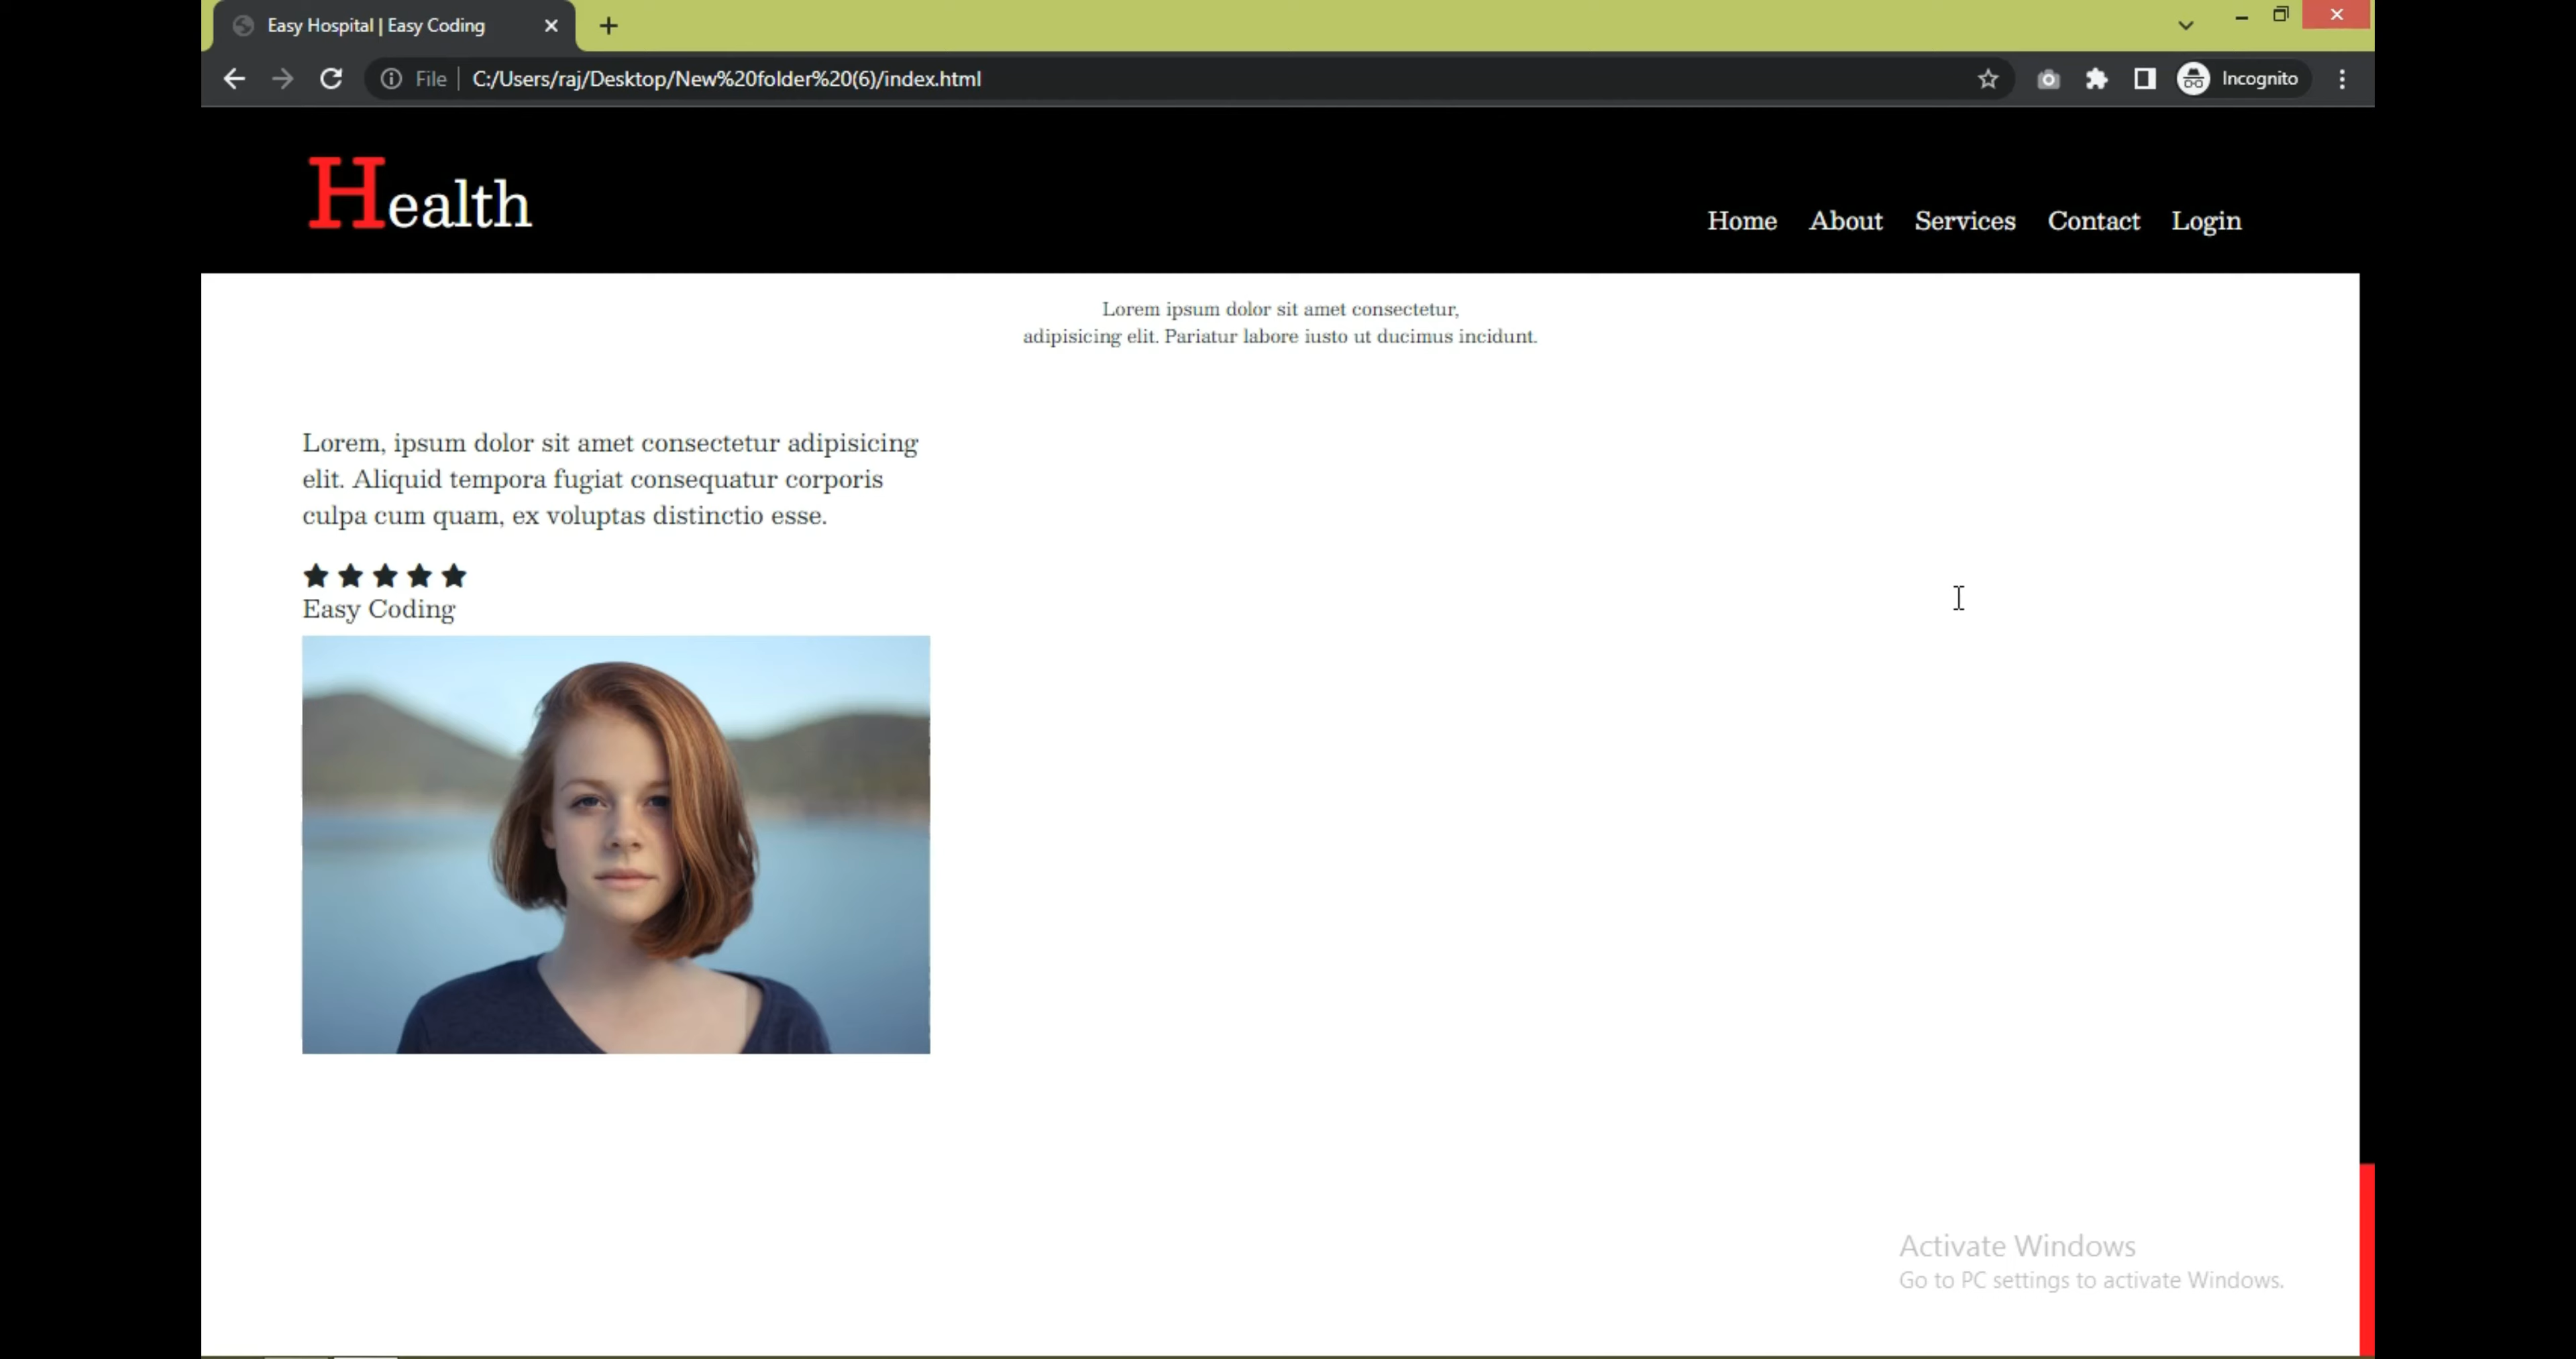 Easy Hospital | Easy Coding
File
C:/Users/raj/Desktop/New%20folder%20(6)/index.html
Incognito
Health
Home About Services Contact Login
Lorem ipsum dolor sit amet consectetur,
adipisicing elit. Pariatur labore iusto ut ducimus incidunt.
Lorem, ipsum dolor sit amet consectetur adipisicing
elit. Aliquid tempora fugiat consequatur corporis
culpa cum quam, ex voluptas distinctio esse.
Easy Coding
Activate Windows
Go to PC settings to activate Windows.